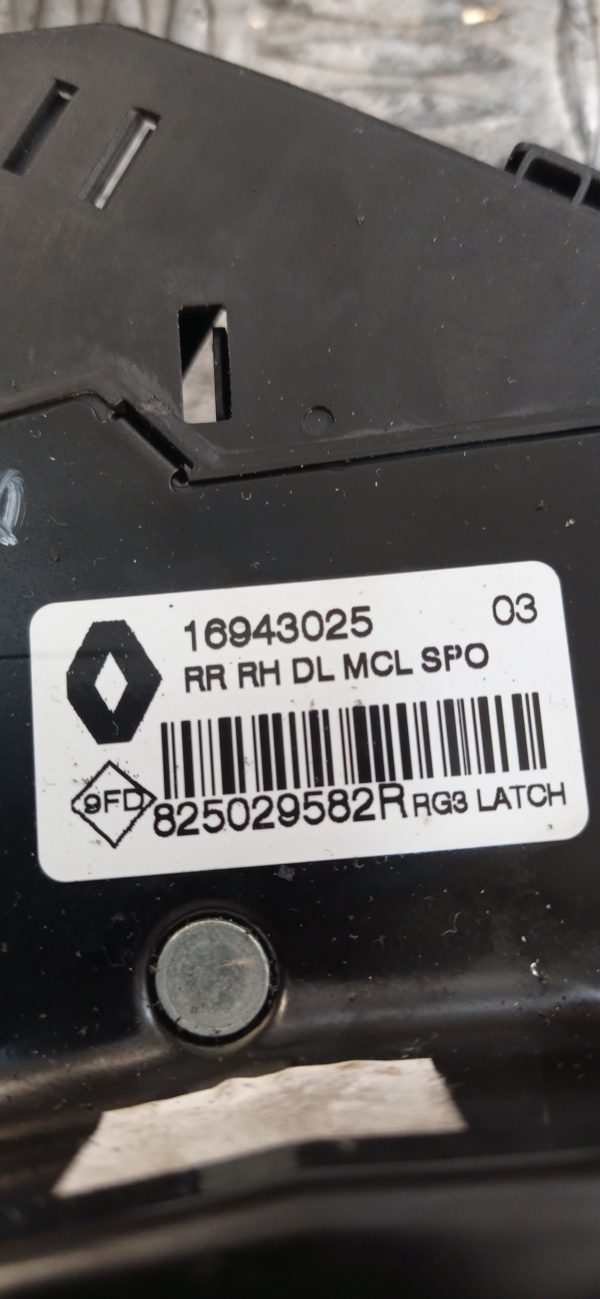 16943025 03
RR RH DL MCL SPO
9FD
825029582R RG3 LATCH